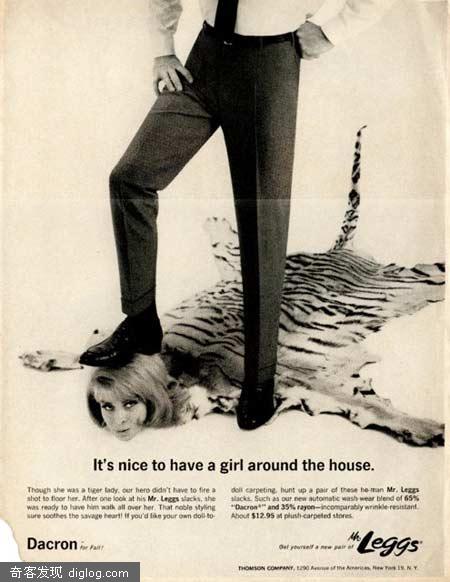 It's nice to have a girl around the house.
Though she was a tiger lady, our hero didn't have to fire a
shot to floor her. After one look at his Mr. Leggs slacks, she
was ready to have him walk all over her. That noble styling
sure soothes the savage heart! If you'd like your own doll-to-
doll carpeting, hunt up a pair of these he-man Mr. Leggs
slacks. Such as our new automatic wash wear blend of 65%
"Dacron®" and 35% rayon—incomparably wrinkle-resistant.
About $12.95 at plush-carpeted stores.
Dacron for Fall!
Get yourself a new pair of Mr. Leggs
THOMSON COMPANY, 1290 Avenue of the Americas, New York 19, N. Y.
奇客发现 diglog.com